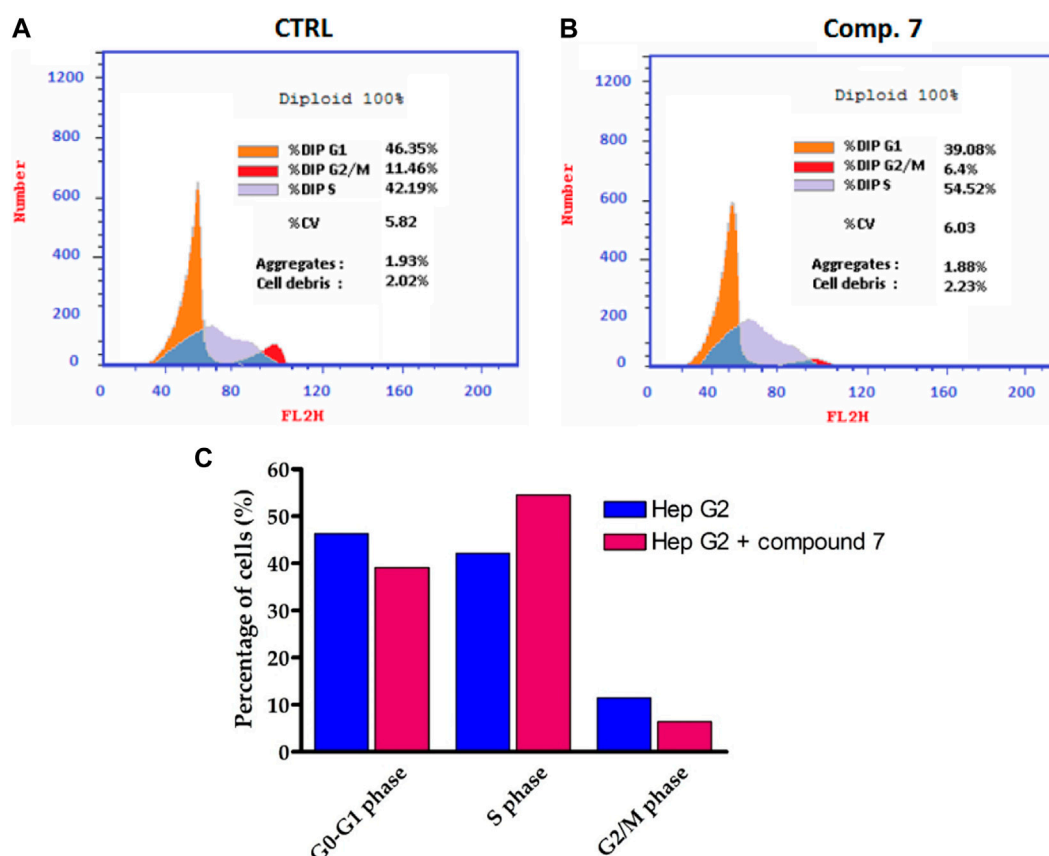 A
CTRL
1200
800
600
400
200
0
Number
Diploid 100%
%DIP G1 46.35%
%DIP G2/M 11.46%
%DIP S 42.19%
%CV 5.82
Aggregates : 1.93%
Cell debris : 2.02%
0 40 80 120 160 200
FL2H
B
Comp. 7
1200
800
600
400
200
0
Number
Diploid 100%
%DIP G1 39.08%
%DIP G2/M 6.4%
%DIP S 54.52%
%CV 6.03
Aggregates : 1.88%
Cell debris : 2.23%
0 40 80 120 160 200
FL2H
C
60
50
40
30
20
10
0
Percentage of cells (%)
Hep G2
Hep G2 + compound 7
G0-G1 phase
S phase
G2/M phase